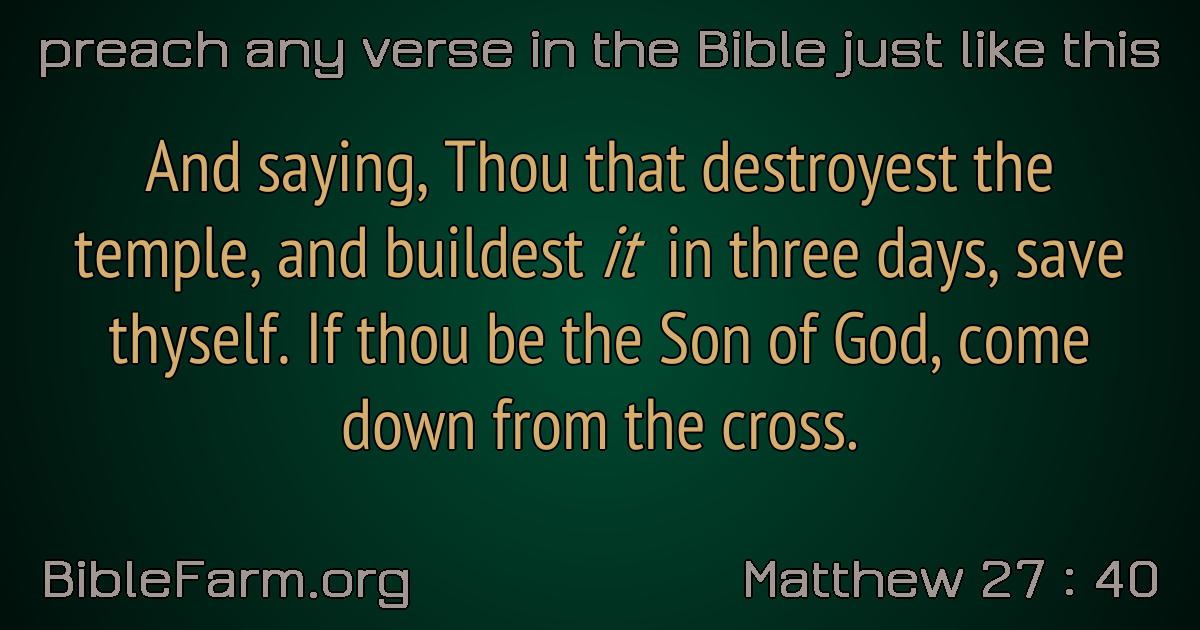 preach any verse in the Bible just like this
And saying, Thou that destroyest the
temple, and buildest it in three days, save
thyself. If thou be the Son of God, come
down from the cross.
BibleFarm.org
Matthew 27 : 40